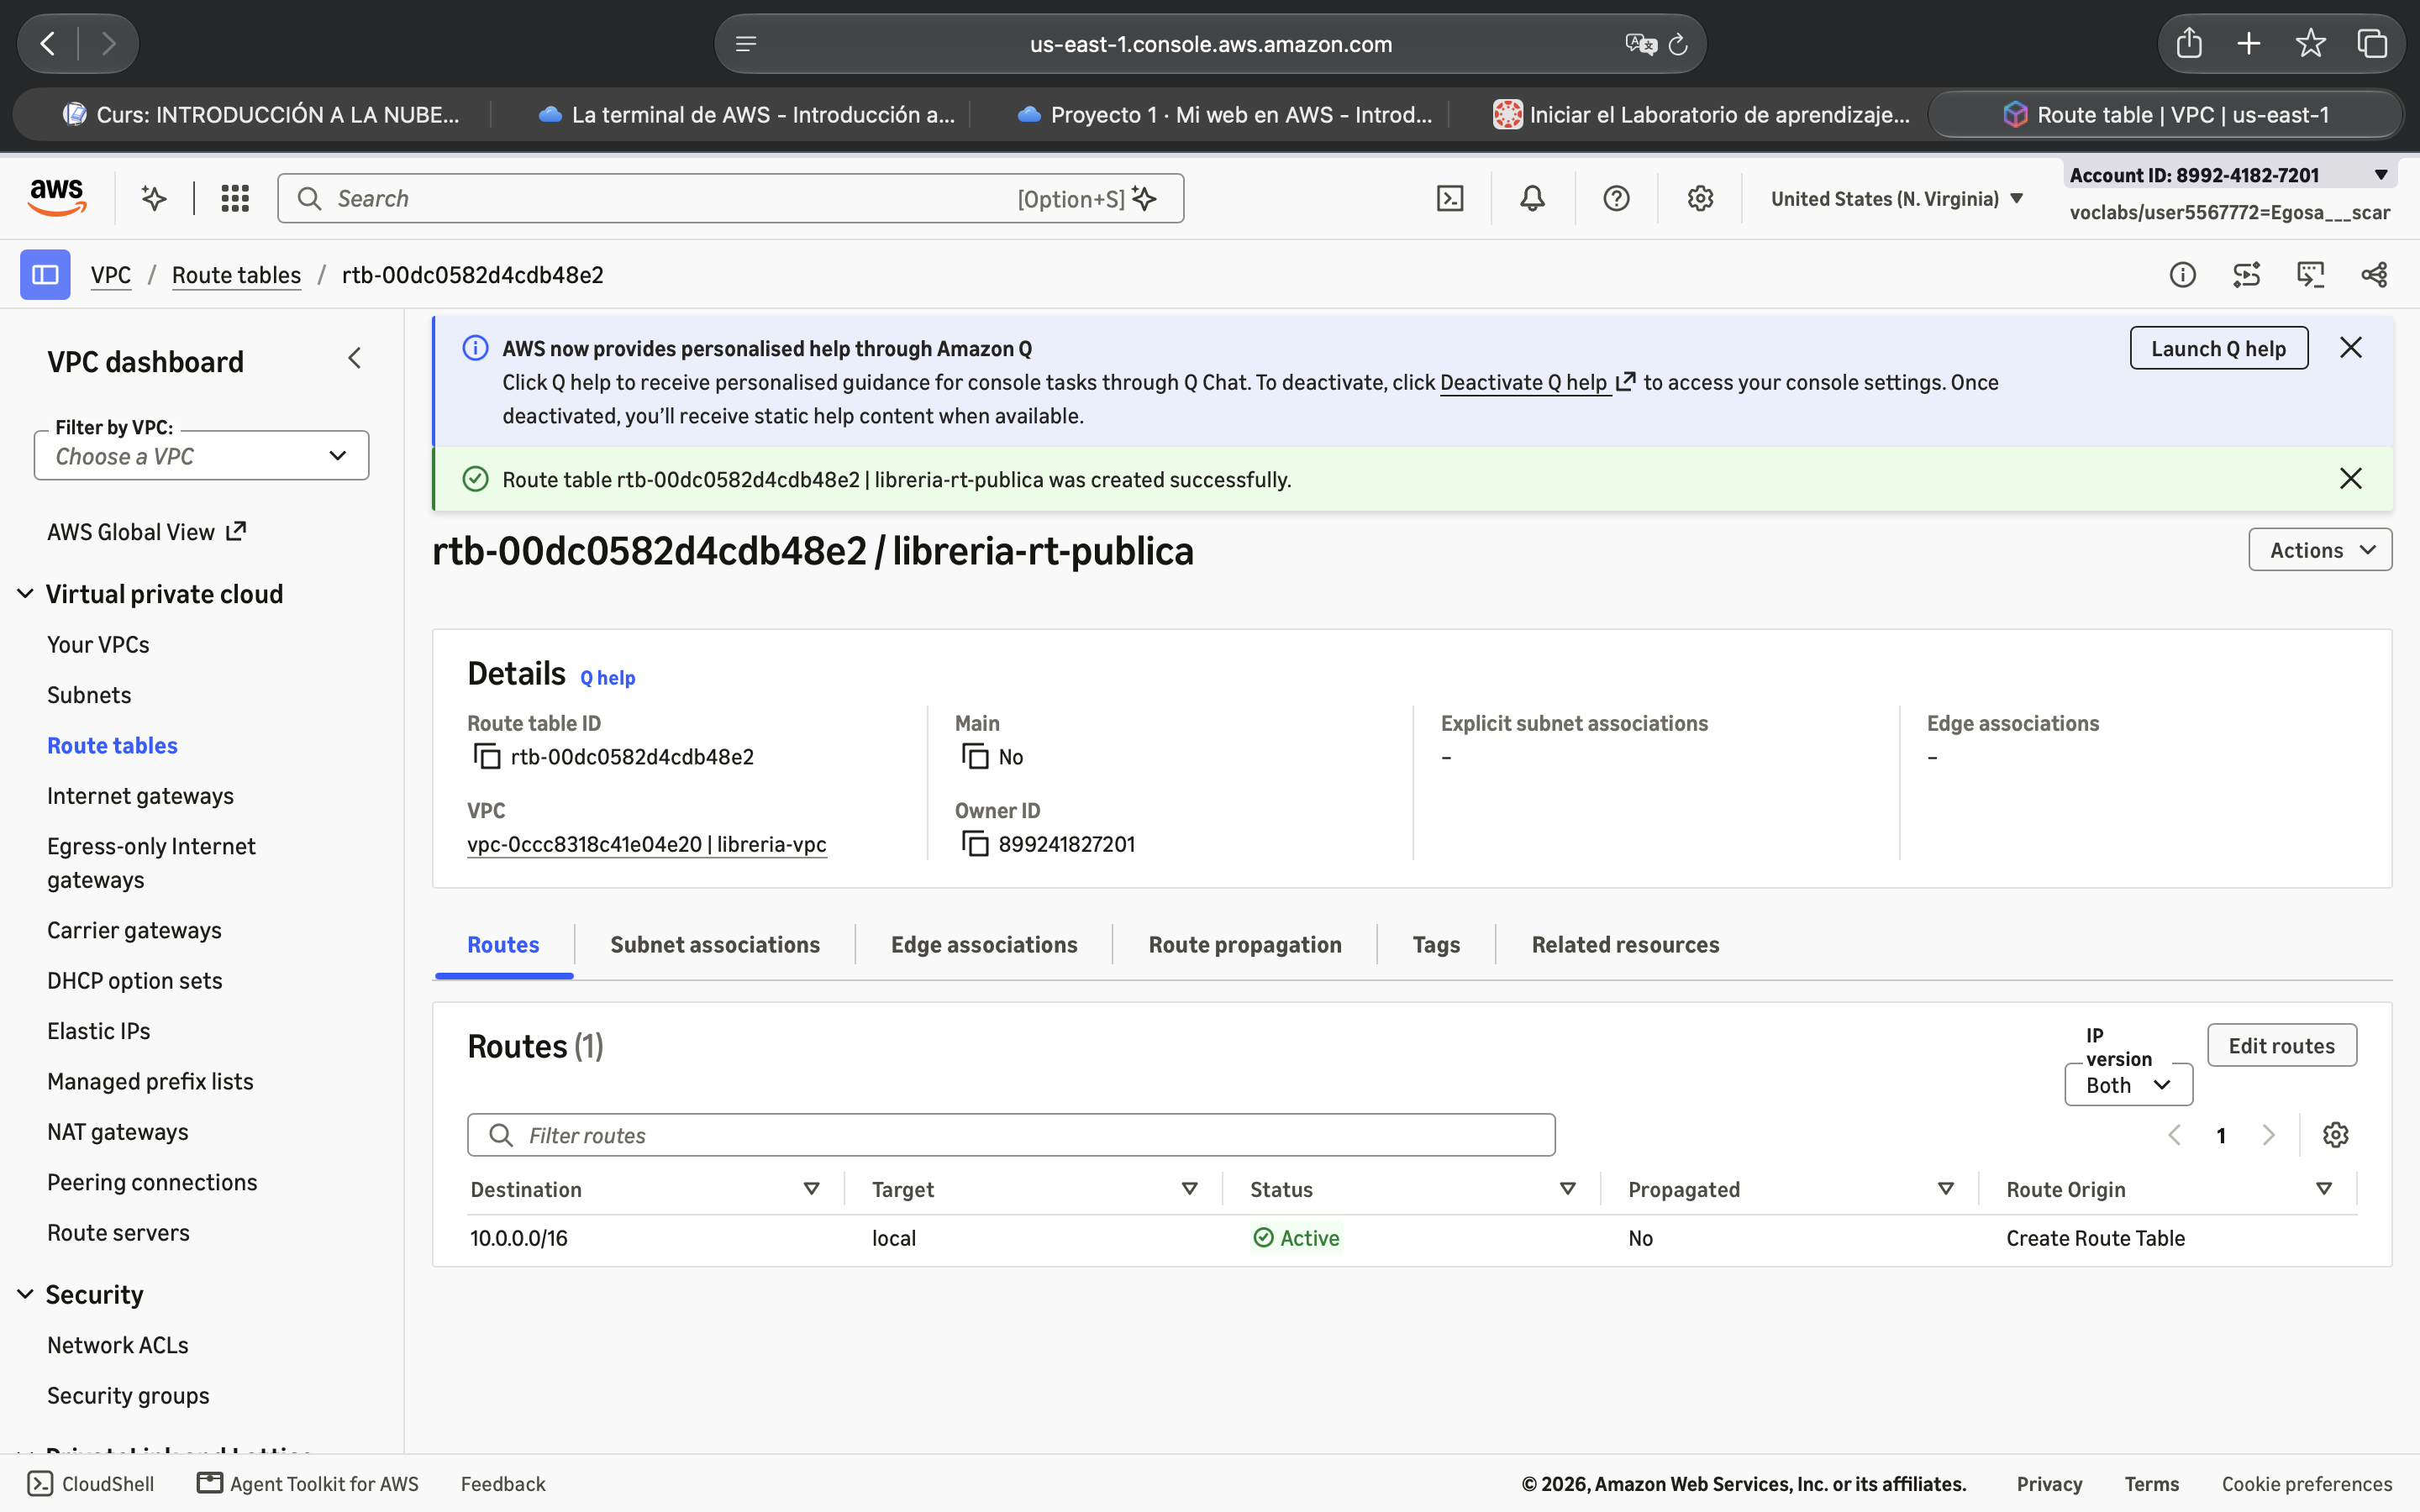 us-east-1.console.aws.amazon.com
Curs: INTRODUCCIÓN A LA NUBE...
La terminal de AWS - Introducción a...
Proyecto 1 · Mi web en AWS - Introd...
Iniciar el Laboratorio de aprendizaje...
Route table | VPC | us-east-1
aws
Search
[Option+S]
United States (N. Virginia)
Account ID: 8992-4182-7201
voclabs/user5567772=Egosa___scar
VPC / Route tables / rtb-00dc0582d4cdb48e2
VPC dashboard
Filter by VPC:
Choose a VPC
AWS Global View
Virtual private cloud
Your VPCs
Subnets
Route tables
Internet gateways
Egress-only Internet
gateways
Carrier gateways
DHCP option sets
Elastic IPs
Managed prefix lists
NAT gateways
Peering connections
Route servers
Security
Network ACLs
Security groups
AWS now provides personalised help through Amazon Q
Click Q help to receive personalised guidance for console tasks through Q Chat. To deactivate, click Deactivate Q help to access your console settings. Once
deactivated, you'll receive static help content when available.
Launch Q help
Route table rtb-00dc0582d4cdb48e2 | libreria-rt-publica was created successfully.
rtb-00dc0582d4cdb48e2 / libreria-rt-publica
Actions
Details Q help
Route table ID
rtb-00dc0582d4cdb48e2
Main
No
Explicit subnet associations
–
Edge associations
–
VPC
vpc-0ccc8318c41e04e20 | libreria-vpc
Owner ID
899241827201
Routes
Subnet associations
Edge associations
Route propagation
Tags
Related resources
Routes (1)
IP
version
Both
Edit routes
Filter routes
1
Destination Target Status Propagated Route Origin
10.0.0.0/16 local Active No Create Route Table
CloudShell
Agent Toolkit for AWS
Feedback
© 2026, Amazon Web Services, Inc. or its affiliates.
Privacy
Terms
Cookie preferences